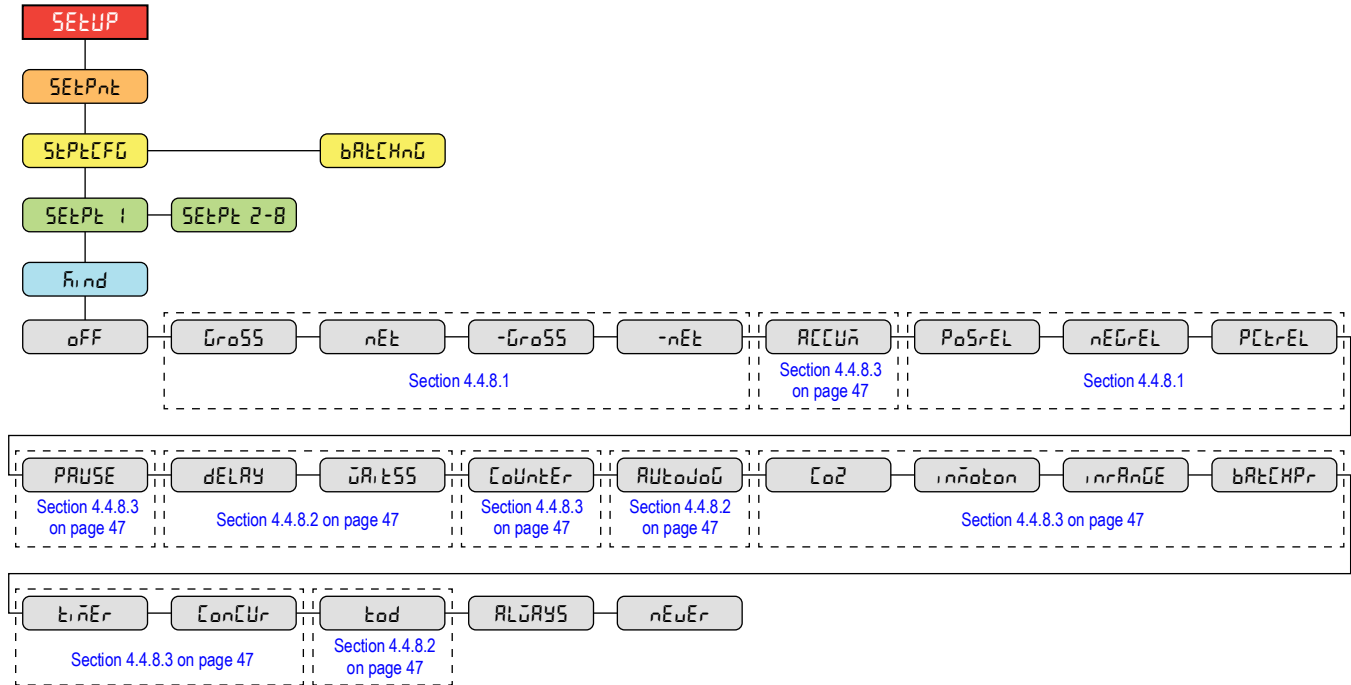 SEtUP
SEtPnt
StPtCFG
bAtCHnG
SEtPt 1
SEtPt 2-8
Kind
oFF
GroSS
nEt
-GroSS
-nEt
ACCUM
PoSrEL
nEGrEL
PCtrEL
Section 4.4.8.1
Section 4.4.8.3
on page 47
Section 4.4.8.1
PAUSE
dELAY
WAitSS
CoUntEr
AUtoJoG
CoZ
inMoton
inrAnGE
bAtCHPr
Section 4.4.8.3
on page 47
Section 4.4.8.2 on page 47
Section 4.4.8.3
on page 47
Section 4.4.8.2
on page 47
Section 4.4.8.3 on page 47
tiMEr
ConCUr
tod
ALWAYS
nEvEr
Section 4.4.8.3 on page 47
Section 4.4.8.2
on page 47